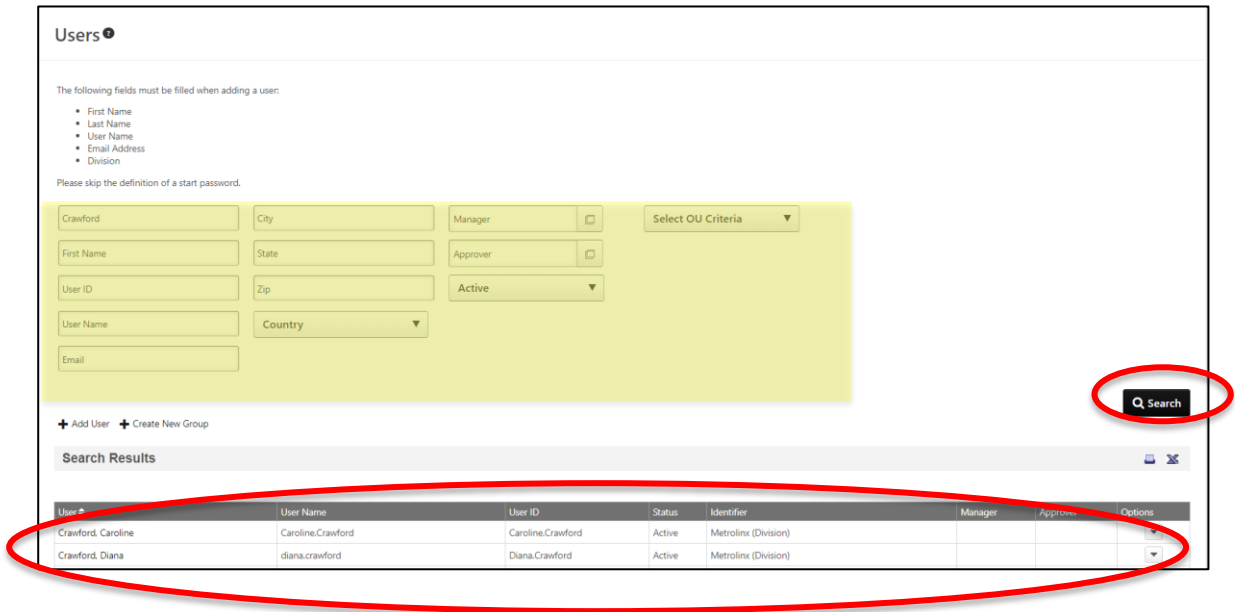 Users
The following fields must be filled when adding a user:
• First Name
• Last Name
• User Name
• Email Address
• Division
Please skip the definition of a start password.
Crawford City Manager Select OU Criteria
First Name State Approver
User ID Zip Active
User Name Country
Email
Search
Add User Create New Group
Search Results
User User Name User ID Status Identifier Manager Approver Options
Crawford, Caroline Caroline.Crawford Caroline.Crawford Active Metrolinx (Division)
Crawford, Diana diana.crawford Diana.Crawford Active Metrolinx (Division)